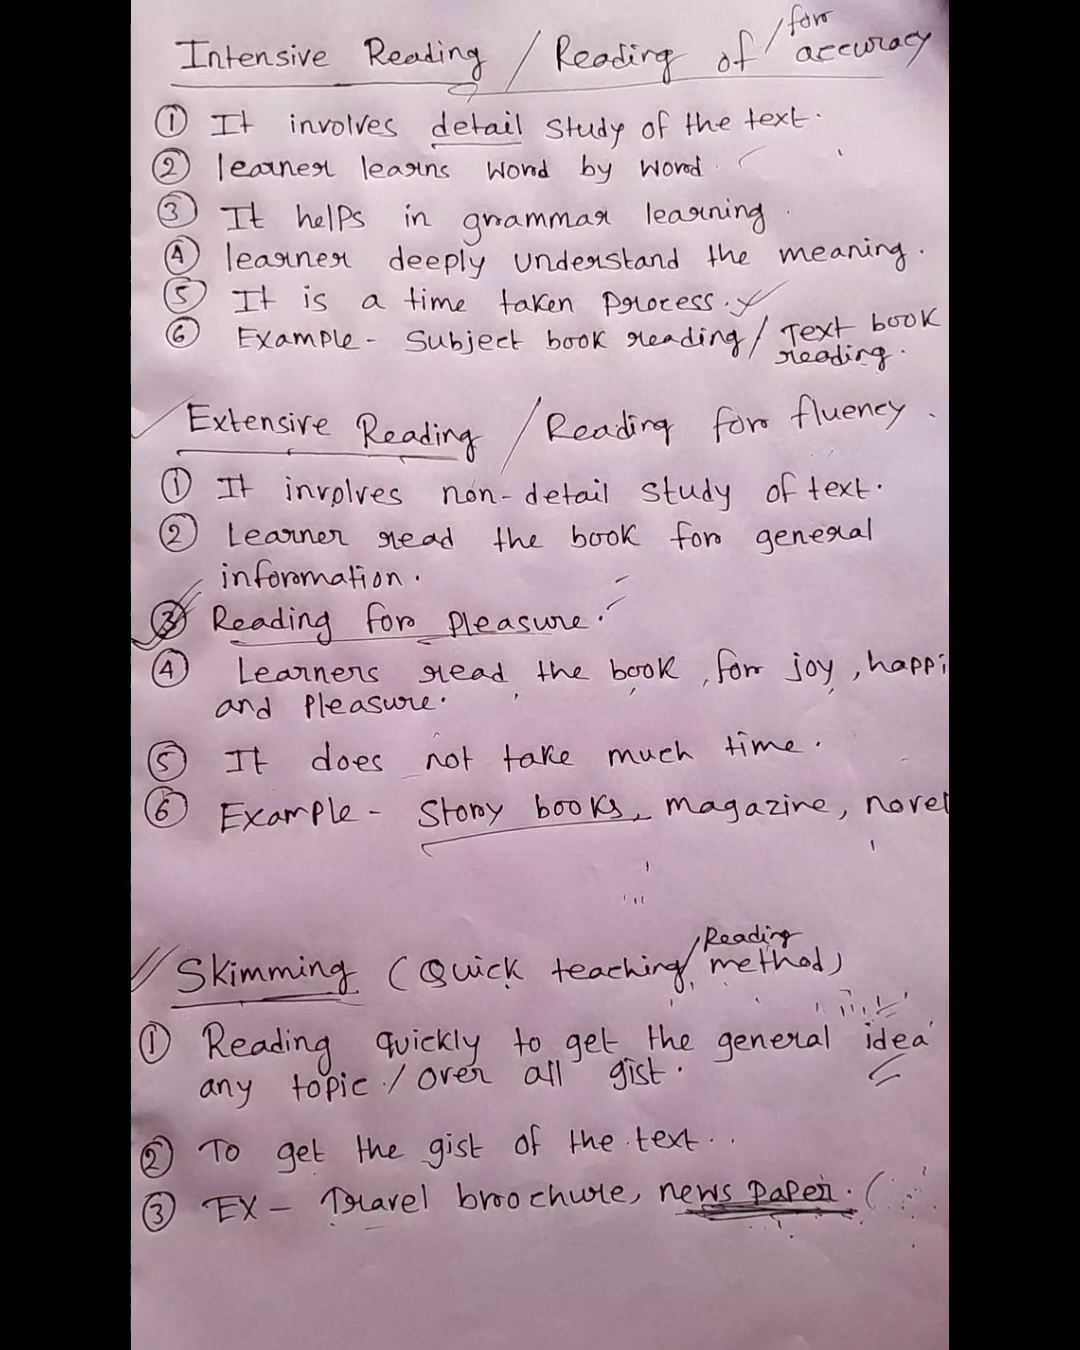 Intensive Reading / Reading of / for accuracy
① It involves detail study of the text.
② learner learns word by word
③ It helps in grammar learning.
④ learner deeply understand the meaning.
⑤ It is a time taken process.
⑥ Example - Subject book reading / Text book
reading.
Extensive Reading / Reading for fluency.
① It involves non-detail study of text.
② Learner read the book for general
information.
③ Reading for pleasure.
④ Learners read the book, for joy, happi
and pleasure.
⑤ It does not take much time.
⑥ Example - Story books, magazine, novel
Skimming (Quick teaching / Reading method)
① Reading quickly to get the general idea
any topic / over all gist.
② To get the gist of the text..
③ EX - Travel brochure, news paper.